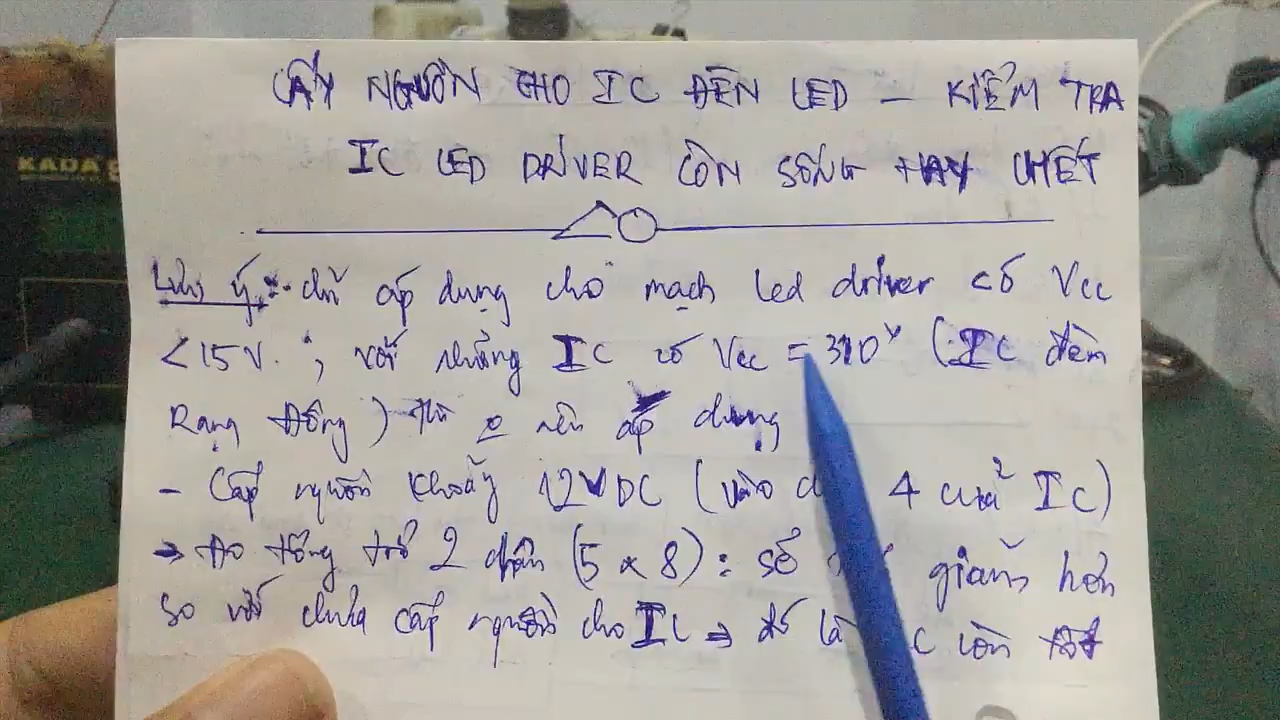 CẤY NGUỒN CHO IC ĐÈN LED – KIỂM TRA
IC LED DRIVER CÒN SỐNG HAY CHẾT
Lưu ý: chỉ áp dụng cho mạch led driver có Vcc
<15V ; với những IC có Vcc = 310V (IC đèn
Rạng Đông) thì nên áp dụng
- Cấp nguồn khoảng 12VDC (vào 4 của IC)
→ Đo tổng trở 2 chân (5 x 8) : số giảm hơn
so với chưa cấp nguồn cho IC → đó là C còn tốt
KADA